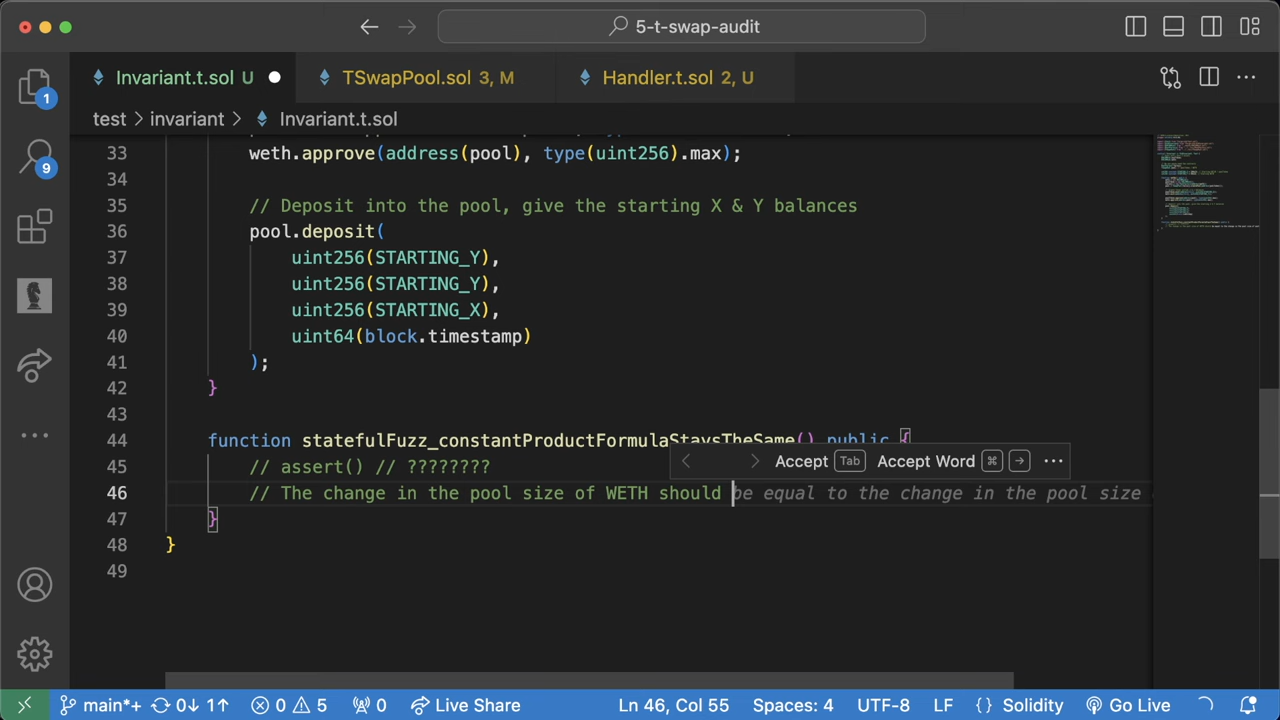 5-t-swap-audit
Invariant.t.sol U
TSwapPool.sol 3, M
Handler.t.sol 2, U
test > invariant > Invariant.t.sol
1
9
33 weth.approve(address(pool), type(uint256).max);
34
35 // Deposit into the pool, give the starting X & Y balances
36 pool.deposit(
37 uint256(STARTING_Y),
38 uint256(STARTING_Y),
39 uint256(STARTING_X),
40 uint64(block.timestamp)
41 );
42 }
43
44 function statefulFuzz_constantProductFormulaStaysTheSame() public {
45 // assert() // ????????
Accept Tab Accept Word ⌘ →
46 // The change in the pool size of WETH should be equal to the change in the pool size
47 }
48 }
49
main*+ 0↓ 1↑ 0 5 0 Live Share Ln 46, Col 55 Spaces: 4 UTF-8 LF {} Solidity Go Live